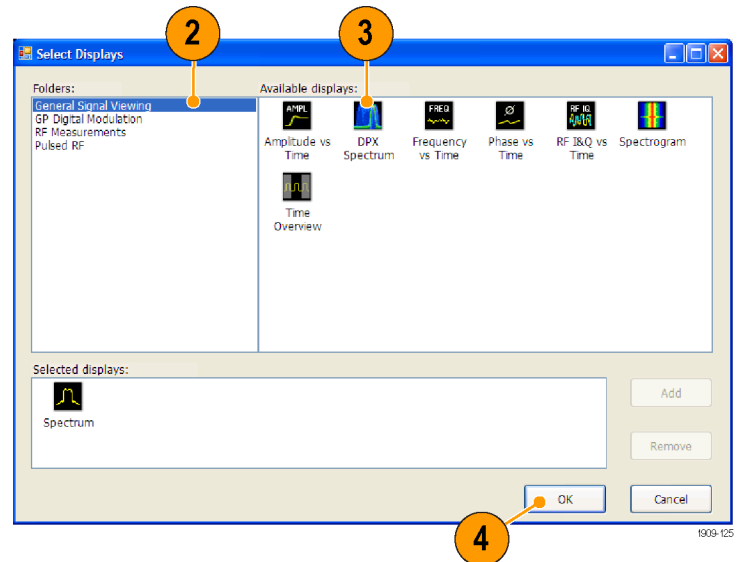 2
3
Select Displays
Folders:
Available displays:
General Signal Viewing
GP Digital Modulation
RF Measurements
Pulsed RF
AMPL
FREQ
Ø
RF IQ
Amplitude vs
Time
DPX
Spectrum
Frequency
vs Time
Phase vs
Time
RF I&Q vs
Time
Spectrogram
Time
Overview
Selected displays:
Spectrum
Add
Remove
OK
Cancel
4
1909-125